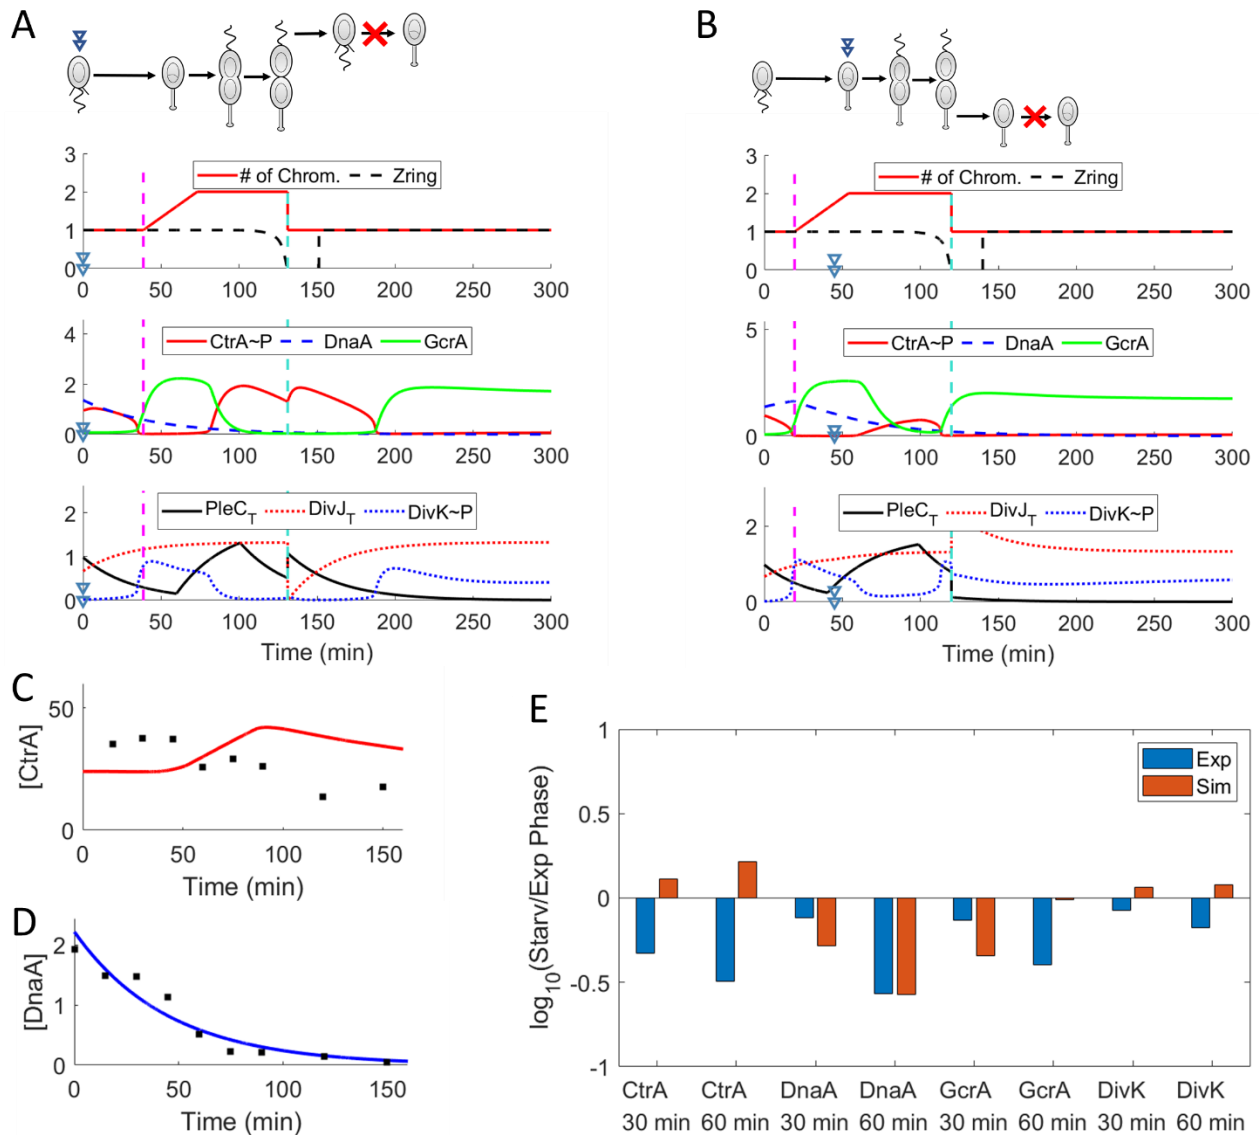 A
# of Chrom. Zring
3
2
1
0
0 50 100 150 200 250 300
CtrA~P DnaA GcrA
4
2
0
0 50 100 150 200 250 300
PleC_T DivJ_T DivK~P
2
1
0
0 50 100 150 200 250 300
Time (min)
B
# of Chrom. Zring
3
2
1
0
0 50 100 150 200 250 300
CtrA~P DnaA GcrA
5
0
0 50 100 150 200 250 300
PleC_T DivJ_T DivK~P
2
0
0 50 100 150 200 250 300
Time (min)
C
[CtrA]
50
0
0 50 100 150
Time (min)
D
[DnaA]
2
1
0
0 50 100 150
Time (min)
E
log10(Starv/Exp Phase)
1
0.5
0
-0.5
-1
Exp
Sim
CtrA CtrA DnaA DnaA GcrA GcrA DivK DivK
30 min 60 min 30 min 60 min 30 min 60 min 30 min 60 min